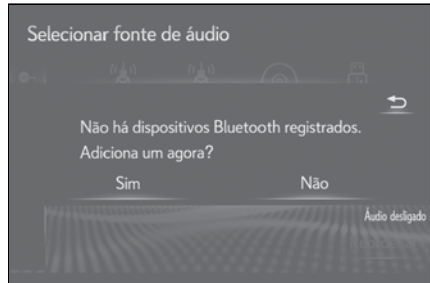 Selecionar fonte de áudio
Não há dispositivos Bluetooth registrados.
Adiciona um agora?
Sim Não
Áudio desligado